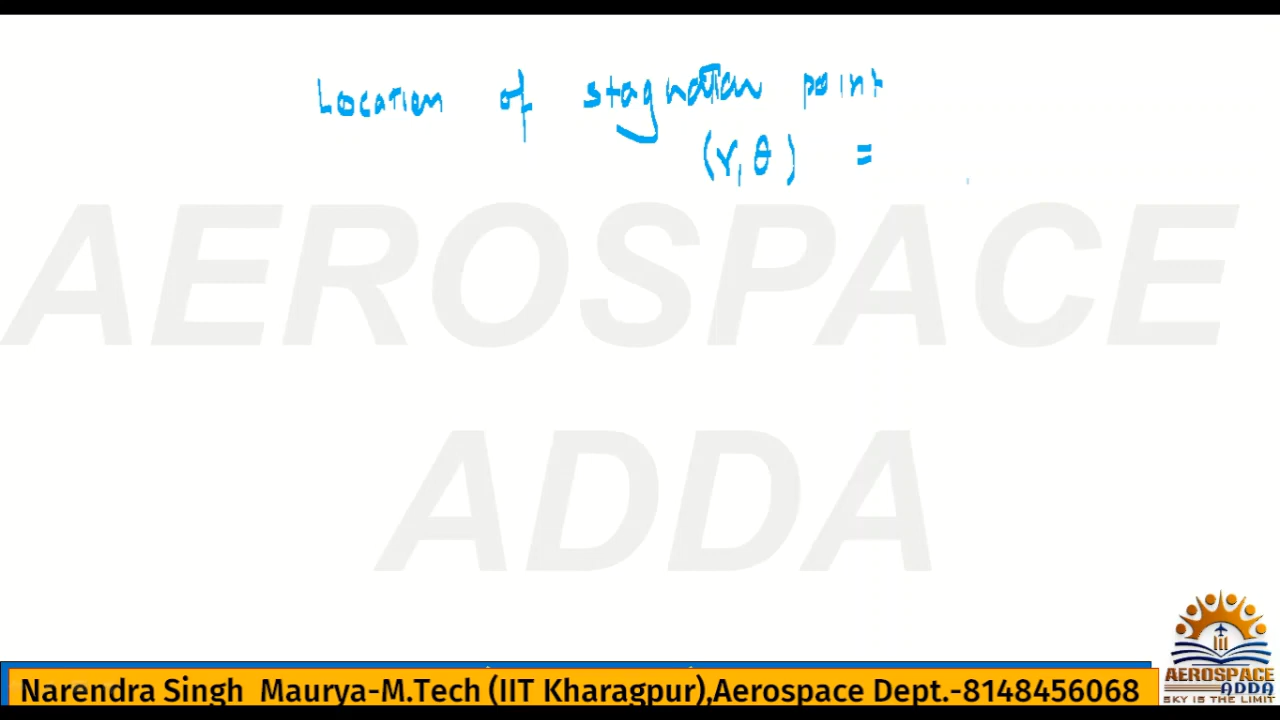 Location of stagnation point
(r, θ) =
AEROSPACE
ADDA
Narendra Singh Maurya-M.Tech (IIT Kharagpur),Aerospace Dept.-8148456068
AEROSPACE
ADDA
SKY IS THE LIMIT